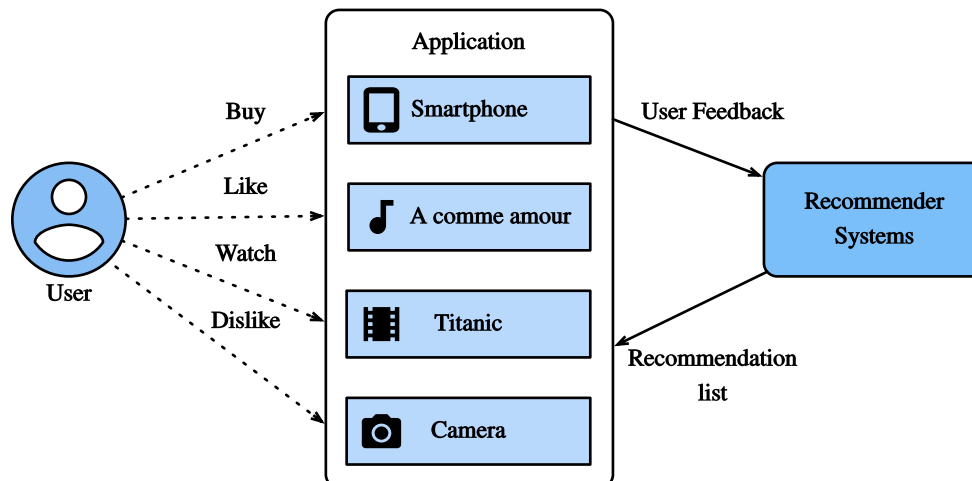 Application
Buy
Smartphone
User Feedback
Like
A comme amour
Recommender
Systems
Watch
User
Dislike
Titanic
Recommendation
list
Camera